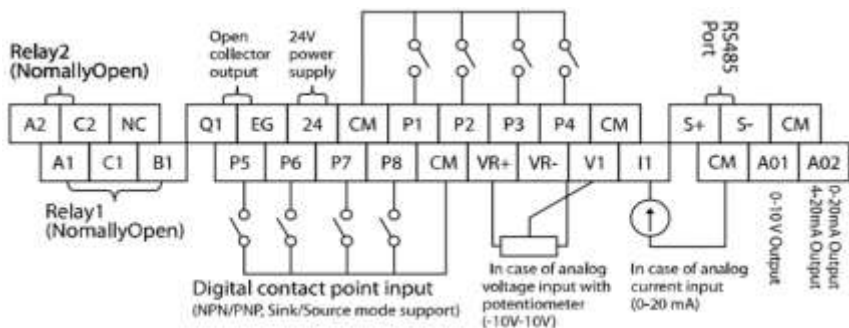 Relay2
(NomallyOpen)
Open
collector
output
24V
power
supply
RS485
Port
A2 C2 NC Q1 EG 24 CM P1 P2 P3 P4 CM S+ S- CM
A1 C1 B1 P5 P6 P7 P8 CM VR+ VR- V1 I1 CM A01 A02
Relay1
(NomallyOpen)
Digital contact point input
(NPN/PNP, Sink/Source mode support)
In case of analog
voltage input with
potentiometer
(-10V-10V)
In case of analog
current input
(0-20 mA)
0-10 V Output
0-20mA Output
4-20mA Output